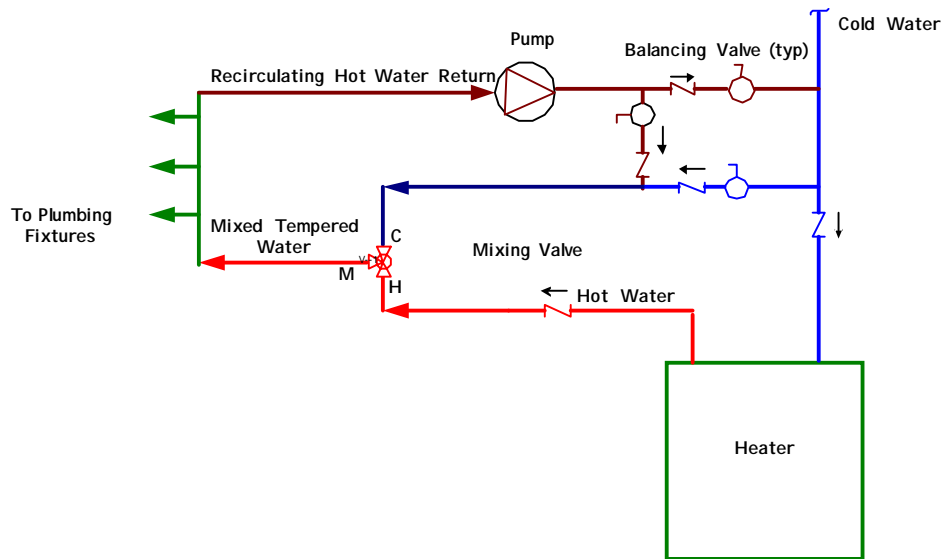 Cold Water
Pump
Balancing Valve (typ)
Recirculating Hot Water Return
To Plumbing
Fixtures
Mixed Tempered
Water
C
M
H
Mixing Valve
Hot Water
Heater